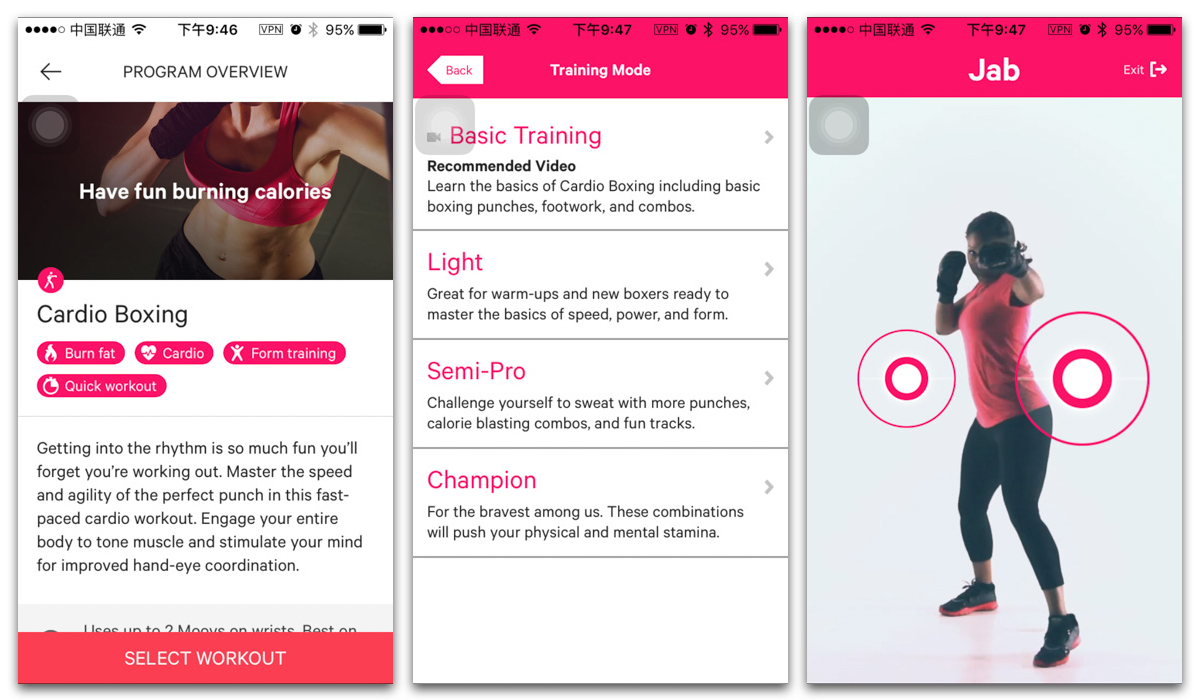 中国联通 下午9:46 VPN 95%
PROGRAM OVERVIEW
Have fun burning calories
Cardio Boxing
Burn fat Cardio Form training
Quick workout
Getting into the rhythm is so much fun you’ll
forget you’re working out. Master the speed
and agility of the perfect punch in this fast-
paced cardio workout. Engage your entire
body to tone muscle and stimulate your mind
for improved hand-eye coordination.
Uses up to 2 Moovs on wrists. Best on
SELECT WORKOUT
中国联通 下午9:47 VPN 95%
Back Training Mode
Basic Training
Recommended Video
Learn the basics of Cardio Boxing including basic
boxing punches, footwork, and combos.
Light
Great for warm-ups and new boxers ready to
master the basics of speed, power, and form.
Semi-Pro
Challenge yourself to sweat with more punches,
calorie blasting combos, and fun tracks.
Champion
For the bravest among us. These combinations
will push your physical and mental stamina.
中国联通 下午9:47 VPN 95%
Jab Exit